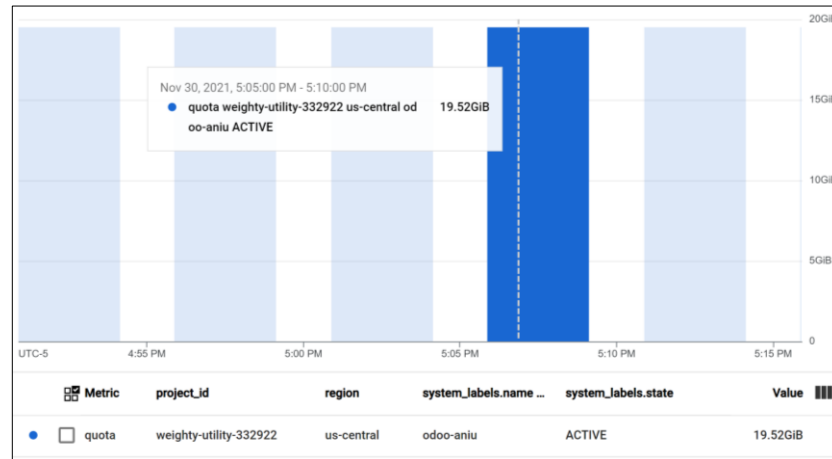 20GiB
Nov 30, 2021, 5:05:00 PM - 5:10:00 PM
quota weighty-utility-332922 us-central od 19.52GiB
oo-aniu ACTIVE
15GiB
10GiB
5GiB
0
UTC-5 4:55 PM 5:00 PM 5:05 PM 5:10 PM 5:15 PM
Metric project_id region system_labels.name ... system_labels.state Value
quota weighty-utility-332922 us-central odoo-aniu ACTIVE 19.52GiB